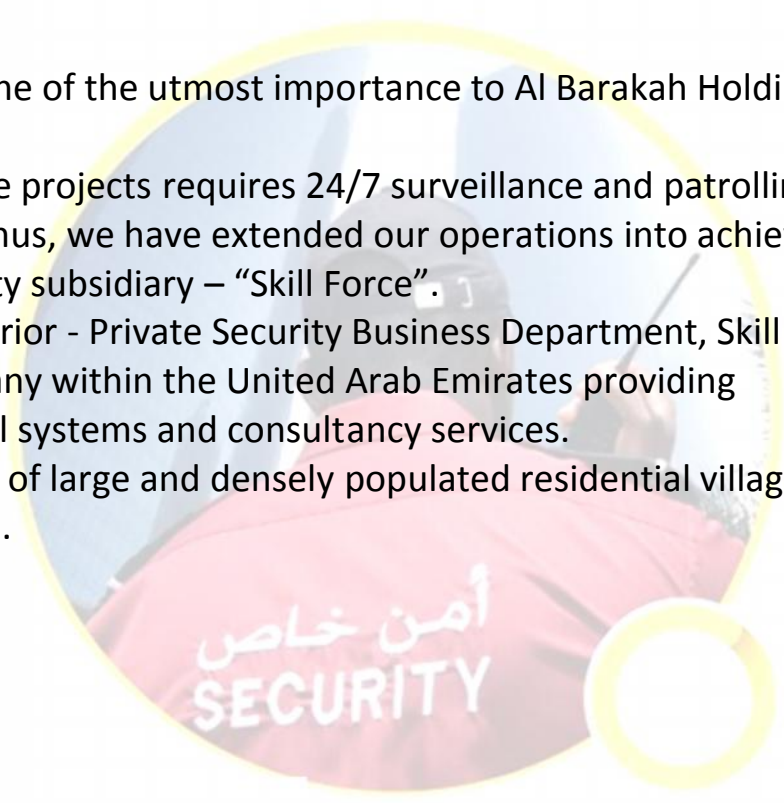 ne of the utmost importance to Al Barakah Holdi
e projects requires 24/7 surveillance and patrollin
nus, we have extended our operations into achie
ty subsidiary – “Skill Force”.
rior - Private Security Business Department, Skill
any within the United Arab Emirates providing
l systems and consultancy services.
of large and densely populated residential villag
.
أمن خاص
SECURITY